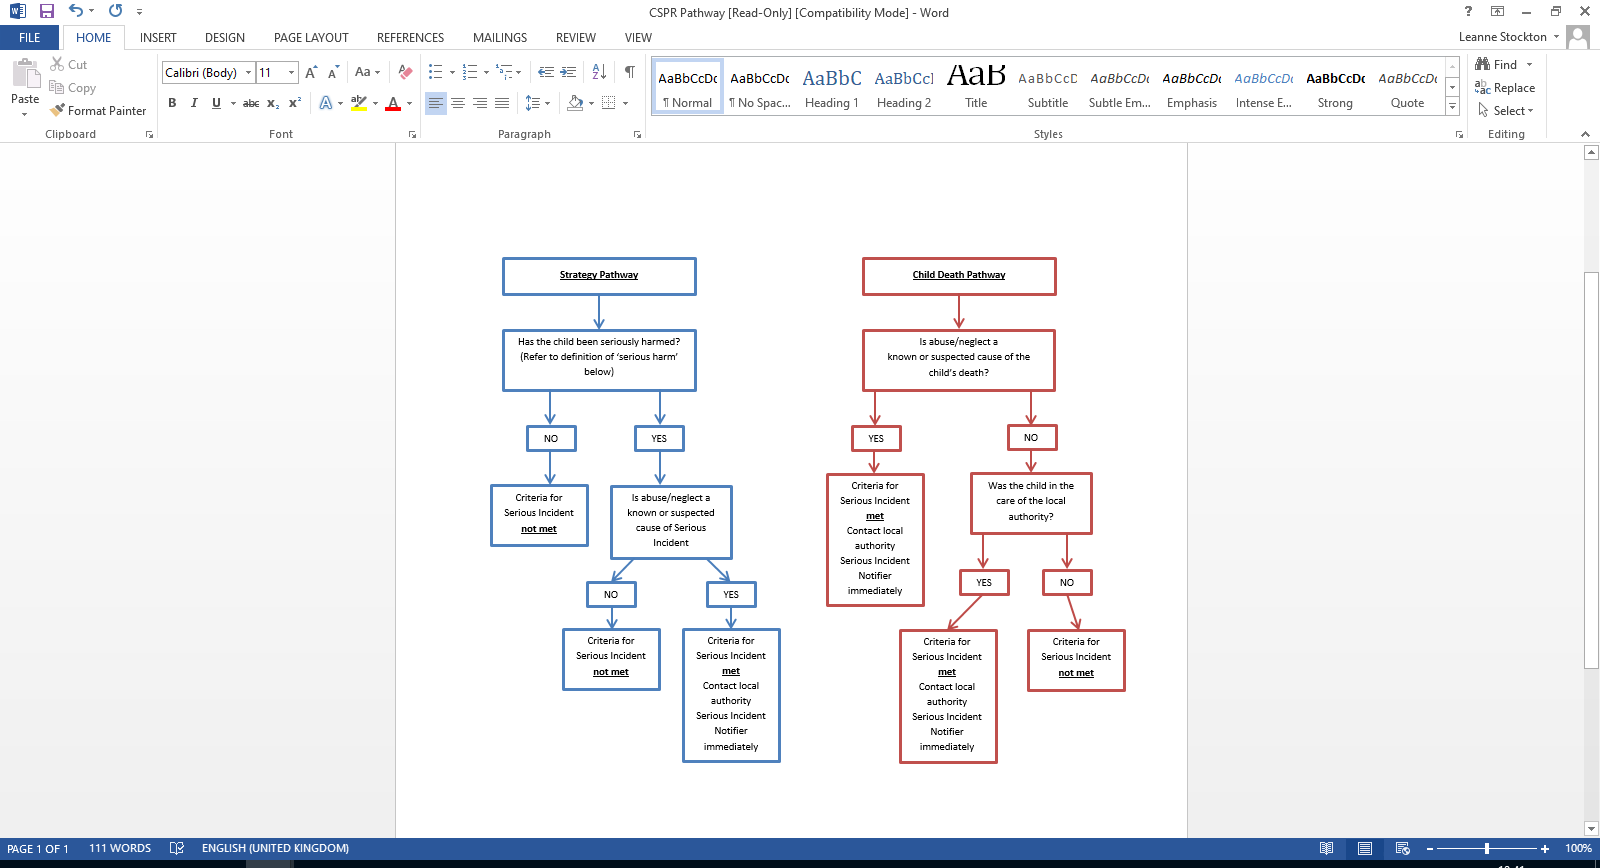 CSPR Pathway [Read-Only] [Compatibility Mode] - Word
?
FILE HOME INSERT DESIGN PAGE LAYOUT REFERENCES MAILINGS REVIEW VIEW
Leanne Stockton
Paste
Cut
Copy
Format Painter
Clipboard
Calibri (Body) 11
Font
Paragraph
AaBbCcDc AaBbCcDc AaBbC AaBbCcI AaB AaBbCcD AaBbCcDc AaBbCcDc AaBbCcDc AaBbCcDc AaBbCcDc
¶ Normal ¶ No Spac... Heading 1 Heading 2 Title Subtitle Subtle Em... Emphasis Intense E... Strong Quote
Styles
Find
Replace
Select
Editing
Strategy Pathway
Has the child been seriously harmed?
(Refer to definition of ‘serious harm’
below)
NO
YES
Criteria for
Serious Incident
not met
Is abuse/neglect a
known or suspected
cause of Serious
Incident
NO
YES
Criteria for
Serious Incident
not met
Criteria for
Serious Incident
met
Contact local
authority
Serious Incident
Notifier
immediately
Child Death Pathway
Is abuse/neglect a
known or suspected cause of the
child’s death?
YES
NO
Criteria for
Serious Incident
met
Contact local
authority
Serious Incident
Notifier
immediately
Was the child in the
care of the local
authority?
YES
NO
Criteria for
Serious Incident
met
Contact local
authority
Serious Incident
Notifier
immediately
Criteria for
Serious Incident
not met
PAGE 1 OF 1 111 WORDS ENGLISH (UNITED KINGDOM)
100%